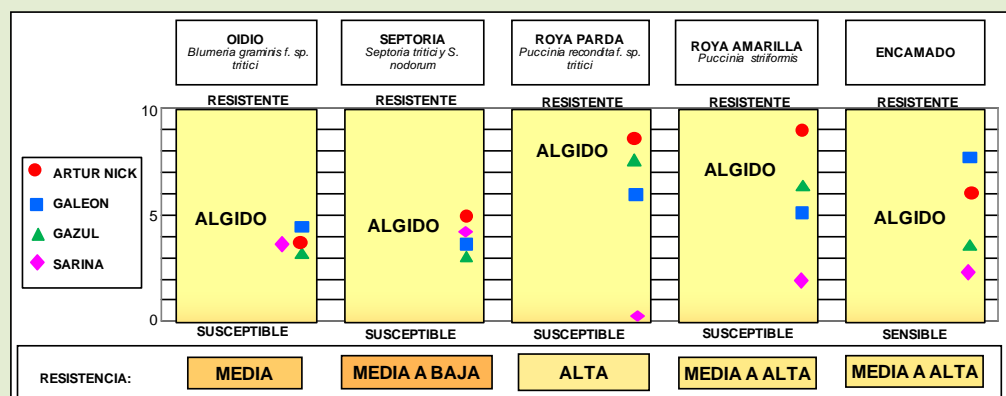 OIDIO
Blumeria graminis f. sp.
tritici
SEPTORIA
Septoria tritici y S.
nodorum
ROYA PARDA
Puccinia recondita f. sp.
tritici
ROYA AMARILLA
Puccinia striiformis
ENCAMADO
RESISTENTE
RESISTENTE
RESISTENTE
RESISTENTE
RESISTENTE
10
5
0
ARTUR NICK
GALEON
GAZUL
SARINA
ALGIDO
ALGIDO
ALGIDO
ALGIDO
ALGIDO
SUSCEPTIBLE
SUSCEPTIBLE
SUSCEPTIBLE
SUSCEPTIBLE
SENSIBLE
RESISTENCIA:
MEDIA
MEDIA A BAJA
ALTA
MEDIA A ALTA
MEDIA A ALTA